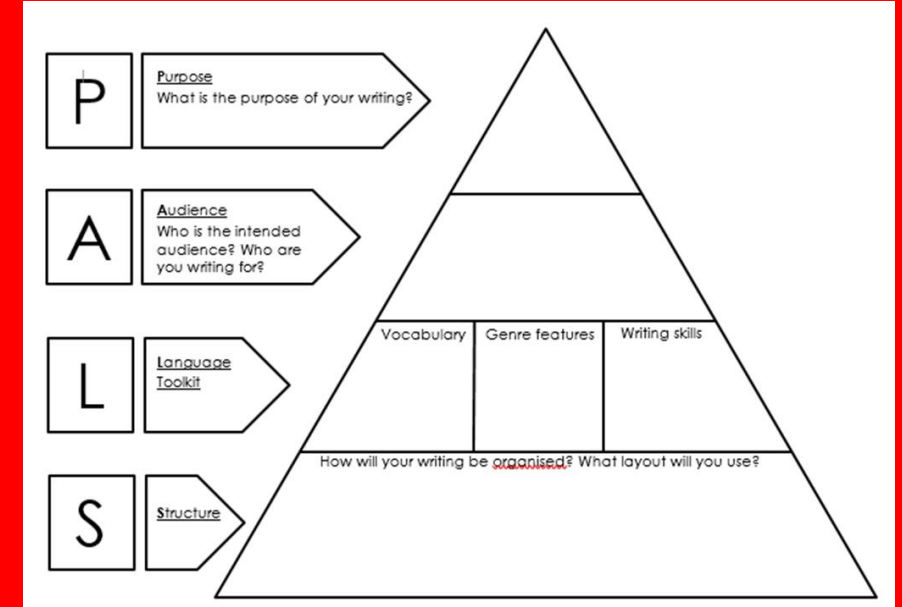 P
Purpose
What is the purpose of your writing?
A
Audience
Who is the intended
audience? Who are
you writing for?
L
Language
Toolkit
Vocabulary
Genre features
Writing skills
S
Structure
How will your writing be organised? What layout will you use?